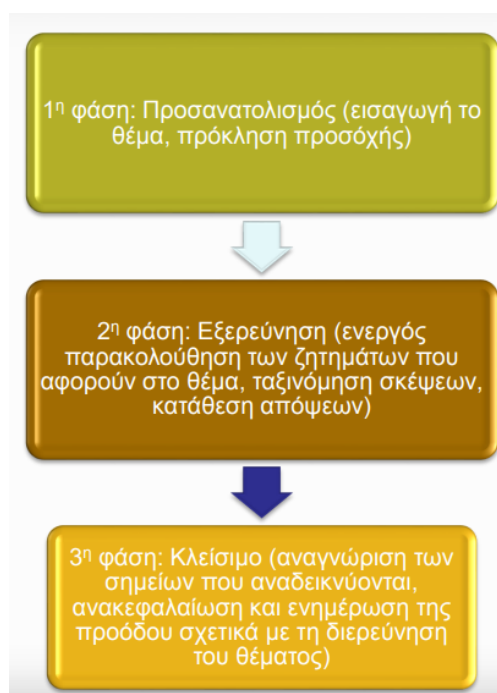 1η φάση: Προσανατολισμός (εισαγωγή το
θέμα, πρόκληση προσόχής)
2η φάση: Εξερεύνηση (ενεργός
παρακολούθηση των ζητημάτων που
αφορούν στο θέμα, ταξινόμηση σκέψεων,
κατάθεση απόψεων)
3η φάση: Κλείσιμο (αναγνώριση των
σημείων που αναδεικνύονται,
ανακεφαλαίωση και ενημέρωση της
προόδου σχετικά με τη διερεύνηση
του θέματος)